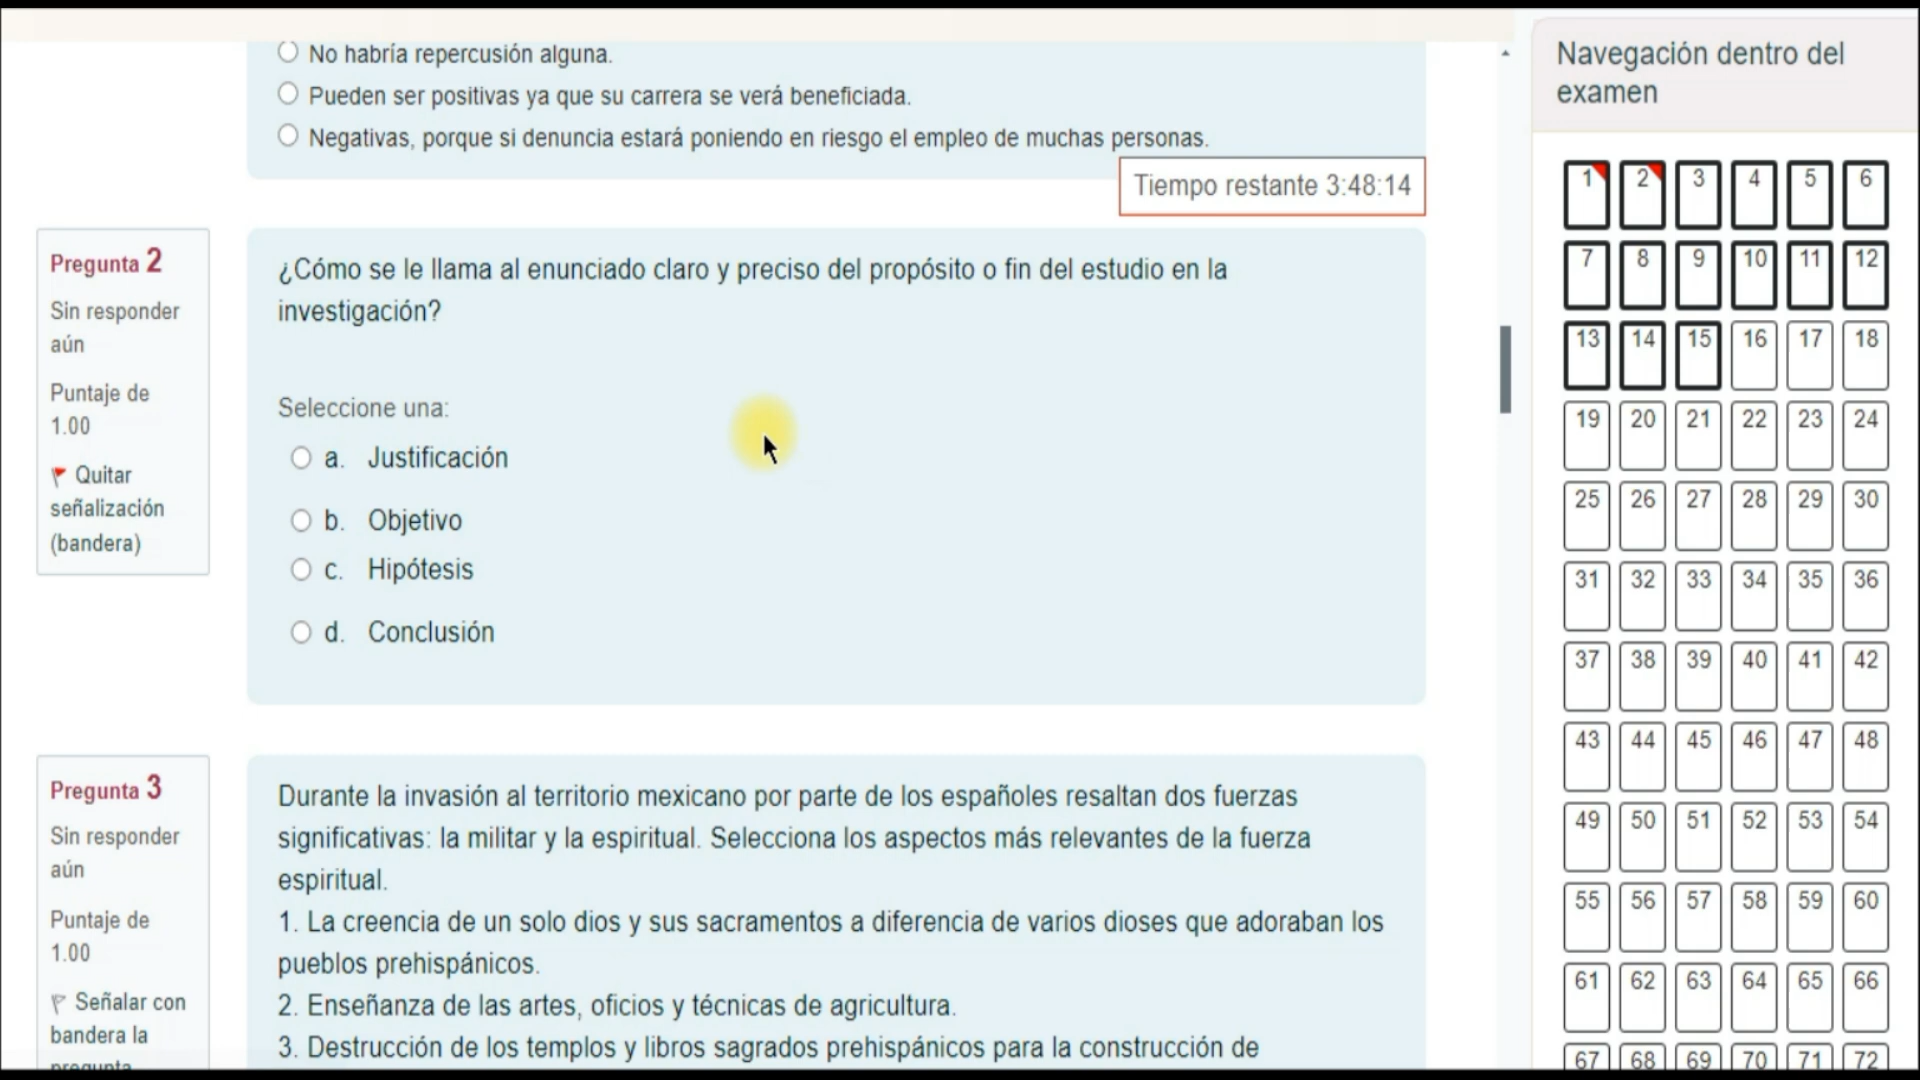 No habría repercusión alguna.
Pueden ser positivas ya que su carrera se verá beneficiada.
Negativas, porque si denuncia estará poniendo en riesgo el empleo de muchas personas.
Tiempo restante 3:48:14
Pregunta 2
Sin responder
aún
Puntaje de
1.00
Quitar
señalización
(bandera)
¿Cómo se le llama al enunciado claro y preciso del propósito o fin del estudio en la
investigación?
Seleccione una:
a. Justificación
b. Objetivo
c. Hipótesis
d. Conclusión
Pregunta 3
Sin responder
aún
Puntaje de
1.00
Señalar con
bandera la
pregunta
Durante la invasión al territorio mexicano por parte de los españoles resaltan dos fuerzas
significativas: la militar y la espiritual. Selecciona los aspectos más relevantes de la fuerza
espiritual.
1. La creencia de un solo dios y sus sacramentos a diferencia de varios dioses que adoraban los
pueblos prehispánicos.
2. Enseñanza de las artes, oficios y técnicas de agricultura.
3. Destrucción de los templos y libros sagrados prehispánicos para la construcción de
Navegación dentro del
examen
1 2 3 4 5 6
7 8 9 10 11 12
13 14 15 16 17 18
19 20 21 22 23 24
25 26 27 28 29 30
31 32 33 34 35 36
37 38 39 40 41 42
43 44 45 46 47 48
49 50 51 52 53 54
55 56 57 58 59 60
61 62 63 64 65 66
67 68 69 70 71 72